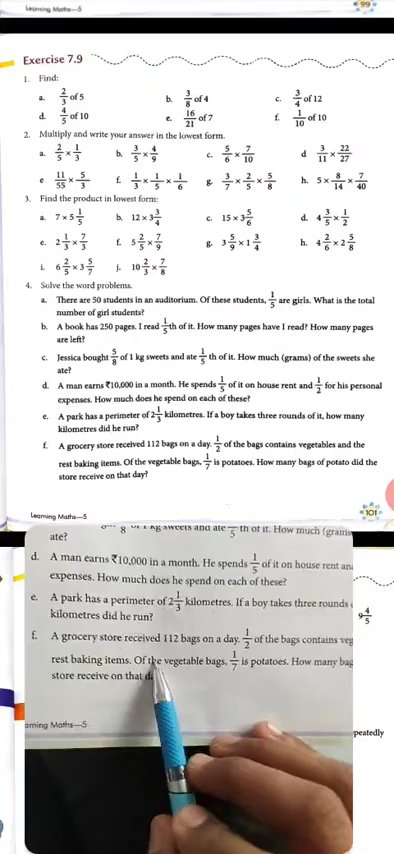 Learning Maths—5
99
Exercise 7.9
1. Find:
a. 2/3 of 5 b. 3/8 of 4 c. 3/4 of 12
d. 4/5 of 10 e. 16/21 of 7 f. 1/10 of 10
2. Multiply and write your answer in the lowest form.
a. 2/5 × 1/3 b. 3/5 × 4/9 c. 5/6 × 7/10 d 3/11 × 22/27
e 11/55 × 5/3 f. 1/3 × 1/5 × 1/6 g. 3/7 × 2/5 × 5/8 h. 5 × 8/14 × 7/40
3. Find the product in lowest form:
a. 7 × 5 1/5 b. 12 × 3 3/4 c. 15 × 3 5/6 d. 4 3/5 × 1/2
e. 2 1/3 × 7/3 f. 5 2/5 × 7/9 g. 3 5/9 × 1 3/4 h. 4 2/6 × 2 5/8
i. 6 2/5 × 3 5/7 j. 10 2/3 × 7/8
4. Solve the word problems.
a. There are 50 students in an auditorium. Of these students, 1/5 are girls. What is the total
number of girl students?
b. A book has 250 pages. I read 1/5th of it. How many pages have I read? How many pages
are left?
c. Jessica bought 5/8 of 1 kg sweets and ate 1/5 th of it. How much (grams) of the sweets she
ate?
d. A man earns ₹10,000 in a month. He spends 1/5 of it on house rent and 1/2 for his personal
expenses. How much does he spend on each of these?
e. A park has a perimeter of 2 1/3 kilometres. If a boy takes three rounds of it, how many
kilometres did he run?
f. A grocery store received 112 bags on a day. 1/2 of the bags contains vegetables and the
rest baking items. Of the vegetable bags, 1/7 is potatoes. How many bags of potato did the
store receive on that day?
Learning Maths—5
101
8 of 1 kg sweets and ate 5 th of it. How much (grams
ate?
d. A man earns ₹10,000 in a month. He spends 1/5 of it on house rent an
expenses. How much does he spend on each of these?
e. A park has a perimeter of 2 1/3 kilometres. If a boy takes three rounds
kilometres did he run?
f. A grocery store received 112 bags on a day. 1/2 of the bags contains veg
rest baking items. Of the vegetable bags, 1/7 is potatoes. How many bag
store receive on that d
arning Maths—5
9 4/5
peatedly